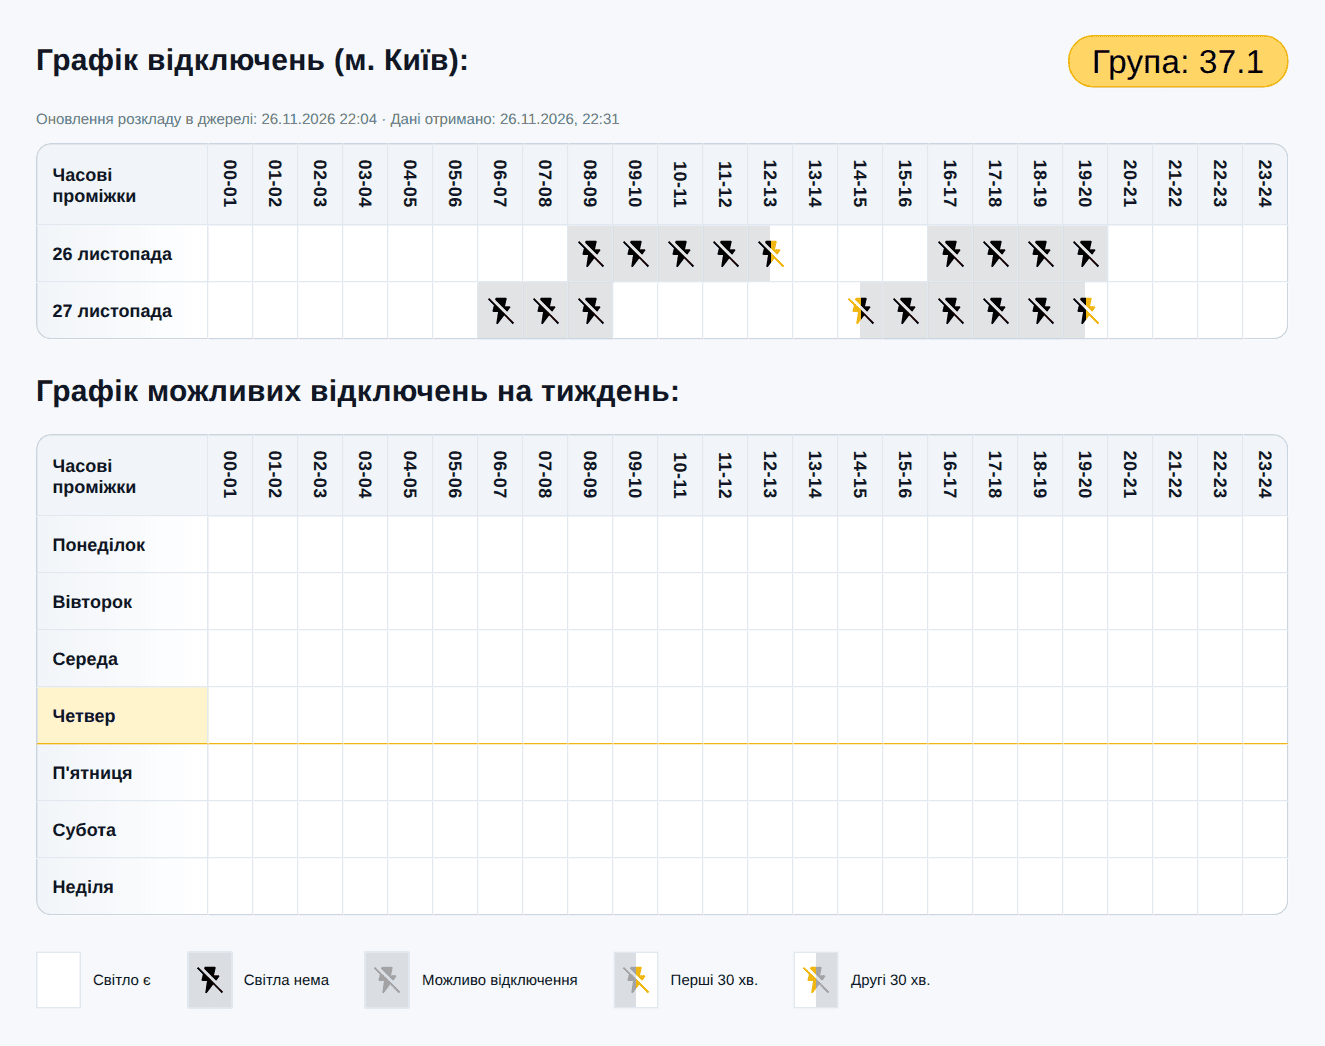 Графік відключень (м. Київ):
Група: 37.1
Оновлення розкладу в джерелі: 26.11.2026 22:04 · Дані отримано: 26.11.2026, 22:31
Часові проміжки 00-01 01-02 02-03 03-04 04-05 05-06 06-07 07-08 08-09 09-10 10-11 11-12 12-13 13-14 14-15 15-16 16-17 17-18 18-19 19-20 20-21 21-22 22-23 23-24
26 листопада
27 листопада
Графік можливих відключень на тиждень:
Часові проміжки 00-01 01-02 02-03 03-04 04-05 05-06 06-07 07-08 08-09 09-10 10-11 11-12 12-13 13-14 14-15 15-16 16-17 17-18 18-19 19-20 20-21 21-22 22-23 23-24
Понеділок
Вівторок
Середа
Четвер
П'ятниця
Субота
Неділя
Світло є Світла нема Можливо відключення Перші 30 хв. Другі 30 хв.